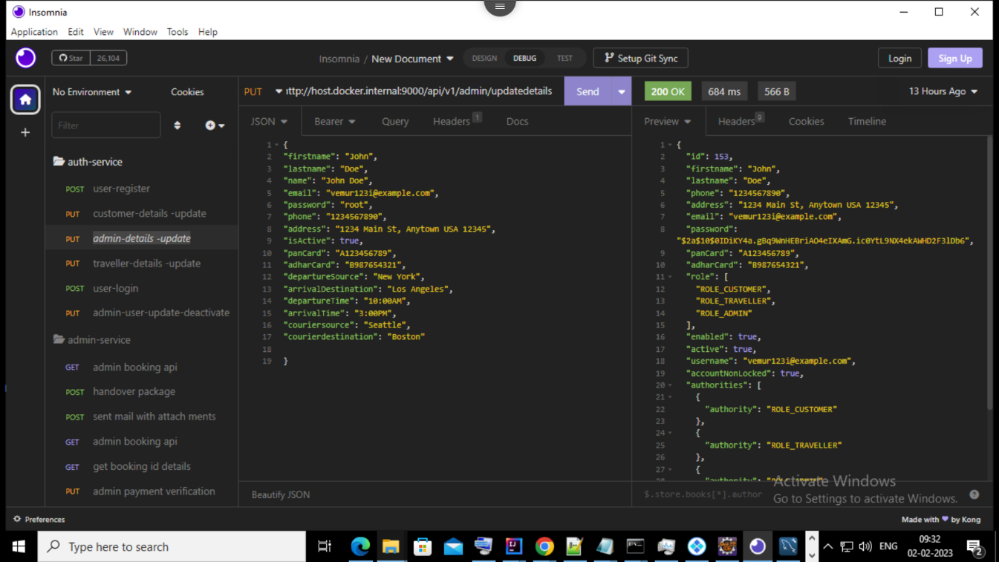 Insomnia
Application Edit View Window Tools Help
Star 26,104
Insomnia / New Document
DESIGN DEBUG TEST
Setup Git Sync
Login
Sign Up
No Environment
Cookies
Filter
auth-service
POST user-register
PUT customer-details -update
PUT admin-details -update
PUT traveller-details -update
POST user-login
PUT admin-user-update-deactivate
admin-service
GET admin booking api
POST handover package
POST sent mail with attach ments
GET admin booking api
GET get booking id details
PUT admin payment verification
PUT ttp://host.docker.internal:9000/api/v1/admin/updatedetails Send
JSON Bearer Query Headers 1 Docs
1 {
2 "firstname": "John",
3 "lastname": "Doe",
4 "name": "John Doe",
5 "email": "vemur123i@example.com",
6 "password": "root",
7 "phone": "1234567890",
8 "address": "1234 Main St, Anytown USA 12345",
9 "isActive": true,
10 "panCard": "A123456789",
11 "adharCard": "B987654321",
12 "departureSource": "New York",
13 "arrivalDestination": "Los Angeles",
14 "departureTime": "10:00AM",
15 "arrivalTime": "3:00PM",
16 "couriersource": "Seattle",
17 "courierdestination": "Boston"
18
19 }
Beautify JSON
200 OK 684 ms 566 B 13 Hours Ago
Preview Headers 9 Cookies Timeline
1 {
2 "id": 153,
3 "firstname": "John",
4 "lastname": "Doe",
5 "phone": "1234567890",
6 "address": "1234 Main St, Anytown USA 12345",
7 "email": "vemur123i@example.com",
8 "password":
"$2a$10$0IDiKY4a.gBq9WnHEBriAO4eIXAmG.ic0YtL9NX4ekAWHD2F3lDb6",
9 "panCard": "A123456789",
10 "adharCard": "B987654321",
11 "role": [
12 "ROLE_CUSTOMER",
13 "ROLE_TRAVELLER",
14 "ROLE_ADMIN"
15 ],
16 "enabled": true,
17 "active": true,
18 "username": "vemur123i@example.com",
19 "accountNonLocked": true,
20 "authorities": [
21 {
22 "authority": "ROLE_CUSTOMER"
23 },
24 {
25 "authority": "ROLE_TRAVELLER"
26 },
27 {
$.store.books[*].author
Activate Windows
Go to Settings to activate Windows.
Preferences
Made with by Kong
Type here to search
ENG
09:32
02-02-2023
2